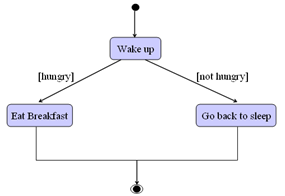 Wake up
[hungry]
[not hungry]
Eat Breakfast
Go back to sleep